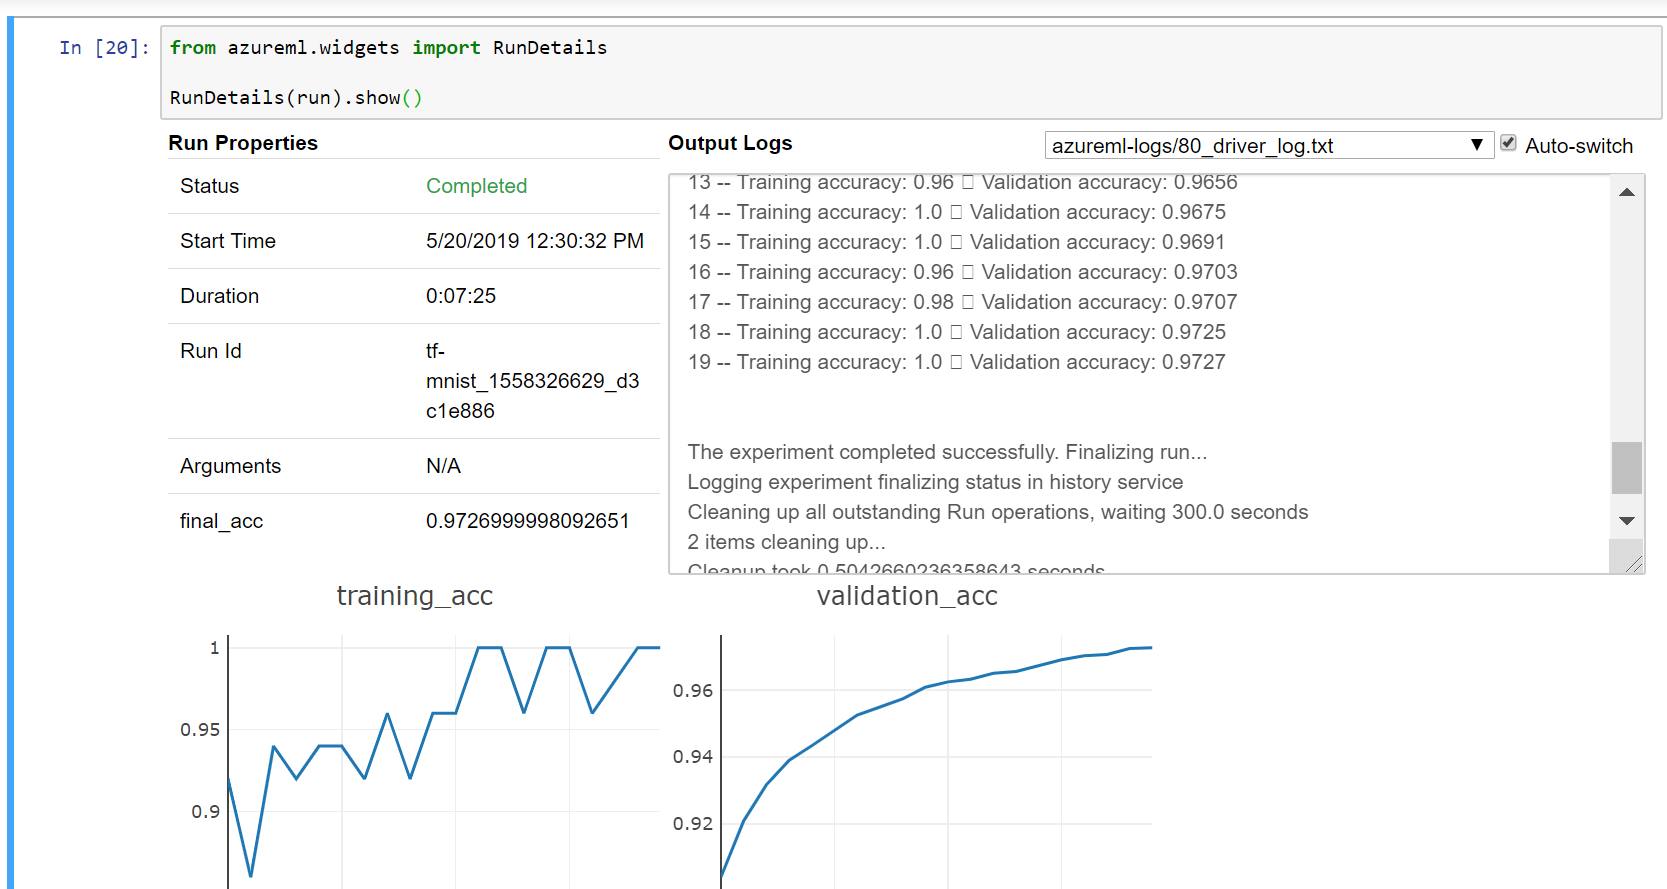 In [20]:
from azureml.widgets import RunDetails
RunDetails(run).show()
Run Properties
Status Completed
Start Time 5/20/2019 12:30:32 PM
Duration 0:07:25
Run Id tf-
mnist_1558326629_d3
c1e886
Arguments N/A
final_acc 0.9726999998092651
Output Logs
azureml-logs/80_driver_log.txt
Auto-switch
13 -- Training accuracy: 0.96 ▯ Validation accuracy: 0.9656
14 -- Training accuracy: 1.0 ▯ Validation accuracy: 0.9675
15 -- Training accuracy: 1.0 ▯ Validation accuracy: 0.9691
16 -- Training accuracy: 0.96 ▯ Validation accuracy: 0.9703
17 -- Training accuracy: 0.98 ▯ Validation accuracy: 0.9707
18 -- Training accuracy: 1.0 ▯ Validation accuracy: 0.9725
19 -- Training accuracy: 1.0 ▯ Validation accuracy: 0.9727
The experiment completed successfully. Finalizing run...
Logging experiment finalizing status in history service
Cleaning up all outstanding Run operations, waiting 300.0 seconds
2 items cleaning up...
Cleanup took 0.5042660236358643 seconds
training_acc
1
0.95
0.9
validation_acc
0.96
0.94
0.92